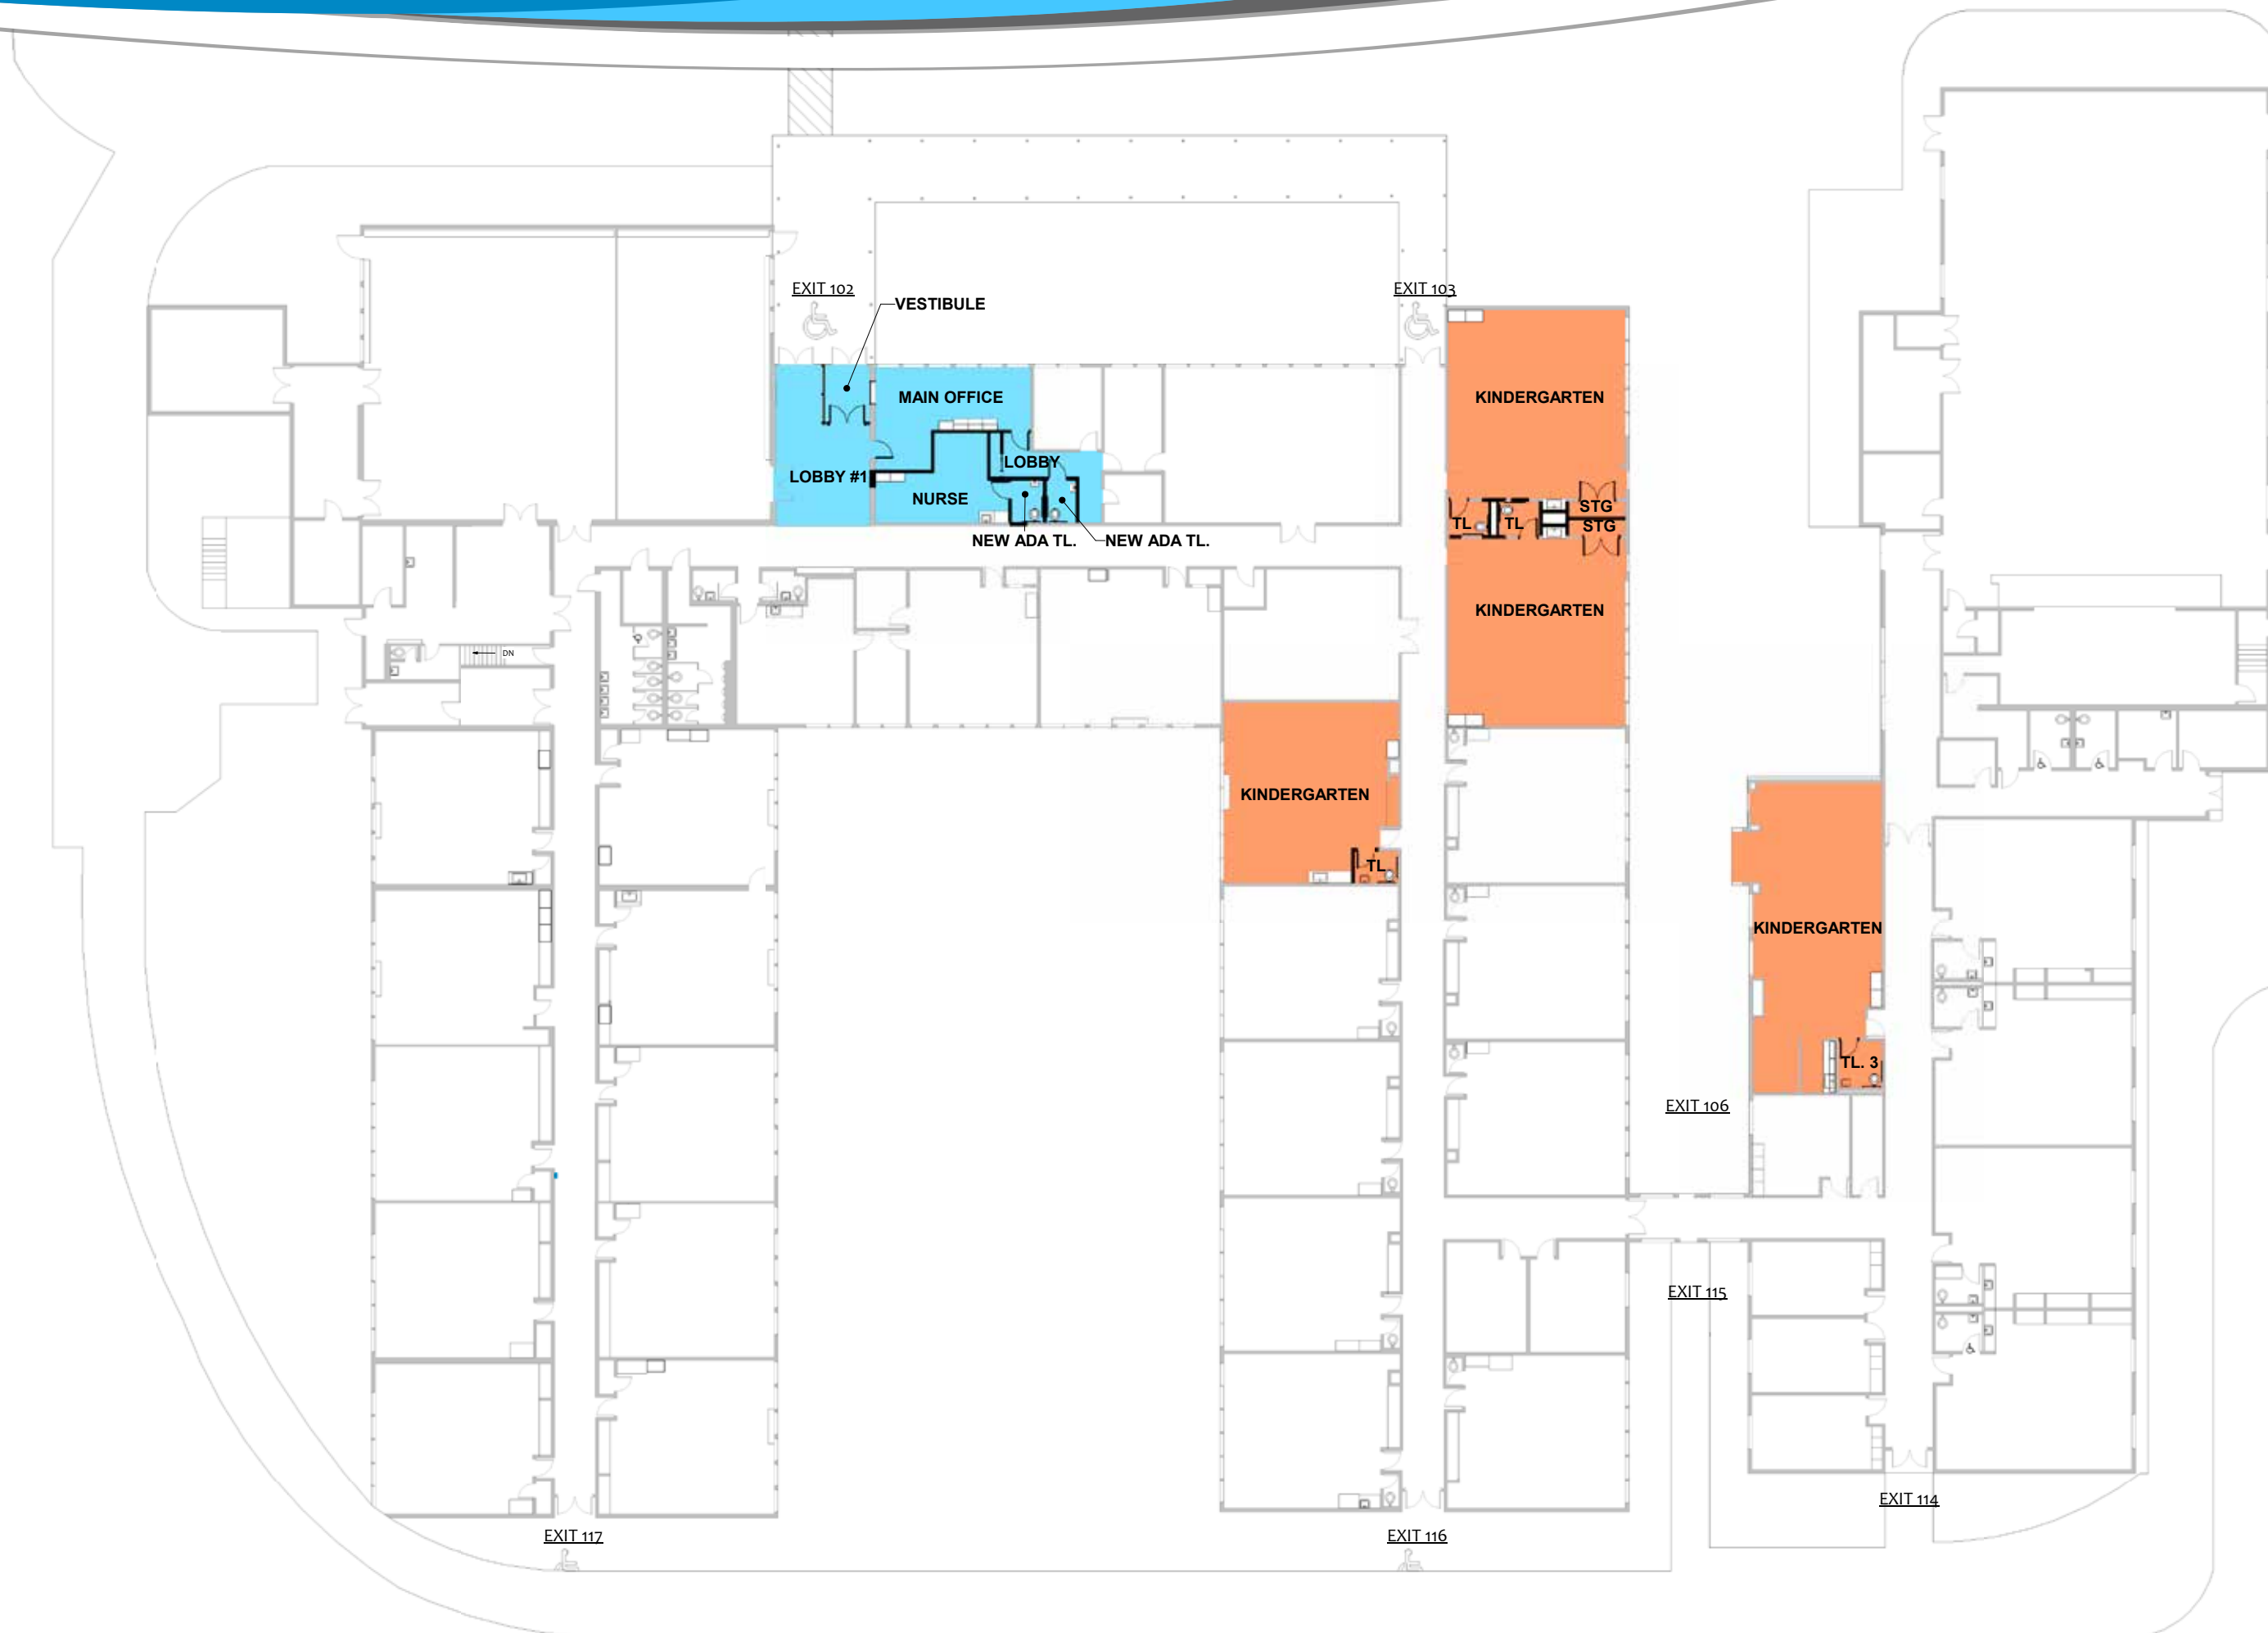 EXIT 102
EXIT 103
VESTIBULE
MAIN OFFICE
KINDERGARTEN
LOBBY
LOBBY #1
NURSE
STG
TL
TL
STG
NEW ADA TL.
NEW ADA TL.
KINDERGARTEN
DN
KINDERGARTEN
TL.
KINDERGARTEN
TL. 3
EXIT 106
EXIT 115
EXIT 114
EXIT 117
EXIT 116